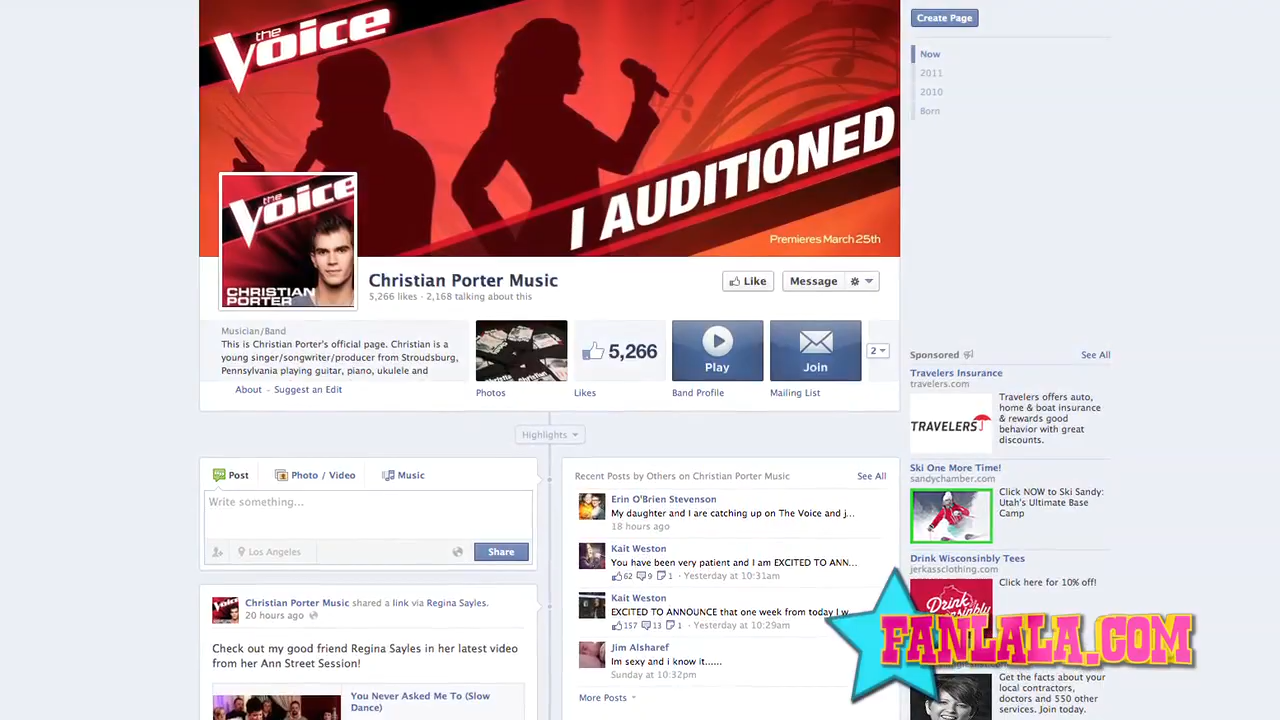 the
Voice
I AUDITIONED
Premieres March 25th
the
Voice
CHRISTIAN
PORTER
Christian Porter Music
5,266 likes · 2,168 talking about this
Like
Message
Musician/Band
This is Christian Porter's official page. Christian is a
young singer/songwriter/producer from Stroudsburg,
Pennsylvania playing guitar, piano, ukulele and
About - Suggest an Edit
5,266
Play
Join
2
Photos
Likes
Band Profile
Mailing List
Highlights
Post
Photo / Video
Music
Write something...
Los Angeles
Share
Christian Porter Music shared a link via Regina Sayles.
20 hours ago
Check out my good friend Regina Sayles in her latest video
from her Ann Street Session!
You Never Asked Me To (Slow
Dance)
Recent Posts by Others on Christian Porter Music
See All
Erin O'Brien Stevenson
My daughter and I are catching up on The Voice and j...
18 hours ago
Kait Weston
You have been very patient and I am EXCITED TO ANN...
62 9 1 · Yesterday at 10:31am
Kait Weston
EXCITED TO ANNOUNCE that one week from today I w
157 13 1 · Yesterday at 10:29am
Jim Alsharef
Im sexy and i know it......
Sunday at 10:32pm
More Posts
Create Page
Now
2011
2010
Born
Sponsored
See All
Travelers Insurance
travelers.com
TRAVELERS
Travelers offers auto,
home & boat insurance
& rewards good
behavior with great
discounts.
Ski One More Time!
sandychamber.com
Click NOW to Ski Sandy:
Utah's Ultimate Base
Camp
Drink Wisconsinbly Tees
jerkassclothing.com
Drink
Click here for 10% off!
FANLALA.COM
Get the facts about your
local contractors,
doctors and 550 other
services. Join today.